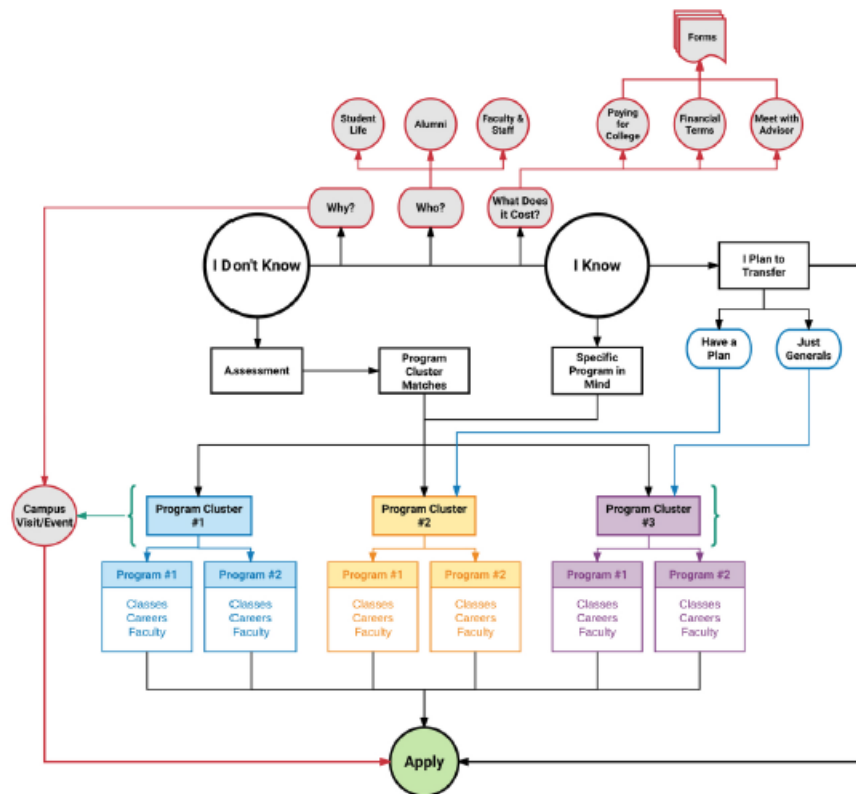 Forms
Student
Life
Alumni
Faculty &
Staff
Paying
for
College
Financial
Terms
Meet with
Adviser
Why?
Who?
What Does
it Cost?
I Don't Know
I Know
I Plan to
Transfer
Have a
Plan
Just
Generals
Assessment
Program
Cluster
Matches
Specific
Program in
Mind
Campus
Visit/Event
Program Cluster
#1
Program Cluster
#2
Program Cluster
#3
Program #1
Classes
Careers
Faculty
Program #2
Classes
Careers
Faculty
Program #1
Classes
Careers
Faculty
Program #2
Classes
Careers
Faculty
Program #1
Classes
Careers
Faculty
Program #2
Classes
Careers
Faculty
Apply